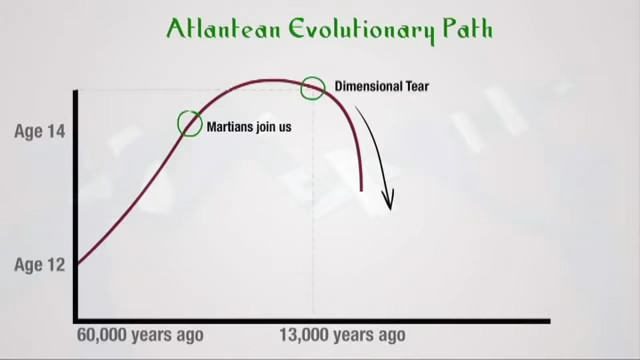 Atlantean Evolutionary Path
Dimensional Tear
Age 14
Martians join us
Age 12
60,000 years ago
13,000 years ago